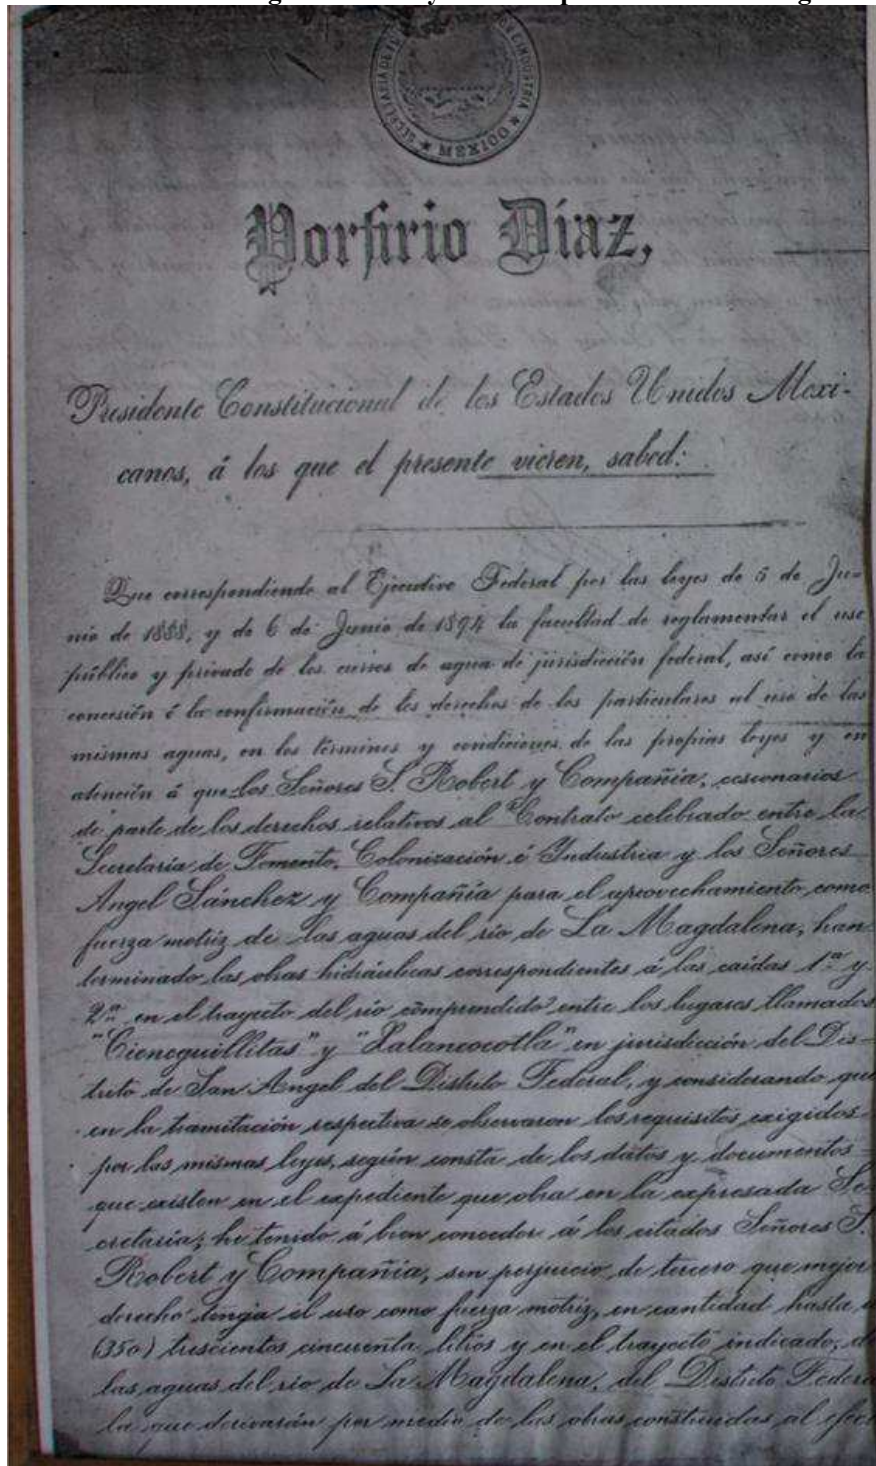 SECRETARIA DE INDUSTRIA
★ MEXICO ★
Porfirio Díaz,
Presidente Constitucional de los Estados Unidos Mexi-
canos, á los que el presente vieren, sabed:
Que correspondiendo al Ejecutivo Federal por las leyes de 5 de Ju-
nio de 1888, y de 6 de Junio de 1894 la facultad de reglamentar el uso
público y privado de los cursos de agua de jurisdicción federal, así como la
concesión ó la confirmación de los derechos de los particulares al uso de las
mismas aguas, en los términos y condiciones de las propias leyes y en
atención á que los Señores S. Robert y Compañía, cesionarios
de parte de los derechos relativos al Contrato celebrado entre la
Secretaría de Fomento, Colonización é Industria y los Señores
Angel Sánchez y Compañía para el aprovechamiento como
fuerza motriz de las aguas del río de La Magdalena, han
terminado las obras hidráulicas correspondientes á las caídas 1ª y
2ª en el trayecto del río comprendido entre los lugares llamados
"Cieneguillitas" y "Xalancocotla" en jurisdicción del Dis-
trito de San Angel del Distrito Federal, y considerando que
en la tramitación respectiva se observaron los requisitos exigidos
por las mismas leyes, según consta de los datos y documentos
que existen en el expediente que obra en la expresada Se-
cretaría; he tenido á bien conceder á los citados Señores S.
Robert y Compañía, sin perjuicio de tercero que mejor
derecho tenga el uso como fuerza motriz, en cantidad hasta
(350) trescientos cincuenta litros y en el trayecto indicado, de
las aguas del río de La Magdalena, del Distrito Federa
la que derivarán por medio de las obras construidas al efec